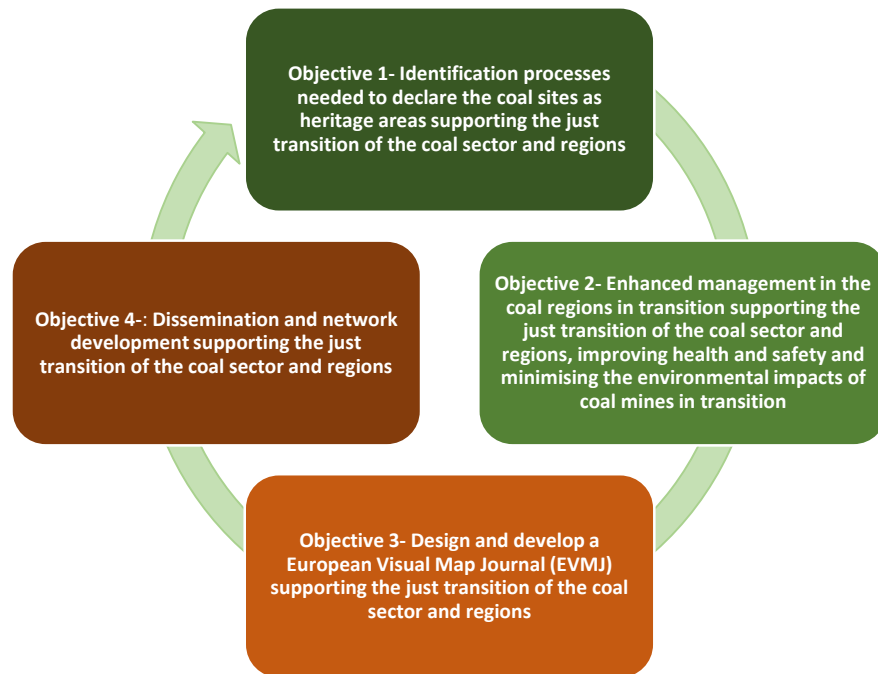 Objective 1- Identification processes
needed to declare the coal sites as
heritage areas supporting the just
transition of the coal sector and regions
Objective 2- Enhanced management in the
coal regions in transition supporting the
just transition of the coal sector and
regions, improving health and safety and
minimising the environmental impacts of
coal mines in transition
Objective 3- Design and develop a
European Visual Map Journal (EVMJ)
supporting the just transition of the coal
sector and regions
Objective 4-: Dissemination and network
development supporting the just
transition of the coal sector and regions